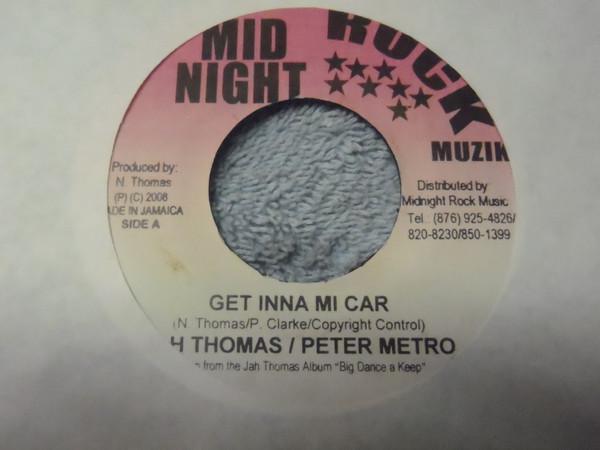 MID NIGHT
ROCK
MUZIK
Produced by:
N. Thomas
(P) (C) 2008
ADE IN JAMAICA
SIDE A
Distributed by
Midnight Rock Music
Tel.: (876) 925-4826/
820-8230/850-1399
GET INNA MI CAR
(N. Thomas/P. Clarke/Copyright Control)
H THOMAS / PETER METRO
from the Jah Thomas Album "Big Dance a Keep"